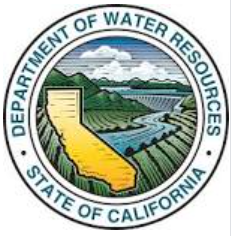 DEPARTMENT OF WATER RESOURCES
STATE OF CALIFORNIA